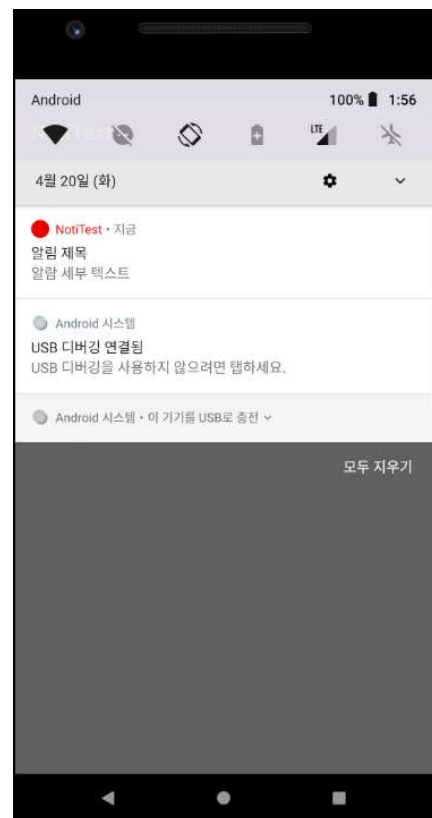 Android 100% 1:56
LTE
4월 20일 (화)
NotiTest • 지금
알림 제목
알람 세부 텍스트
Android 시스템
USB 디버깅 연결됨
USB 디버깅을 사용하지 않으려면 탭하세요.
Android 시스템 • 이 기기를 USB로 충전
모두 지우기